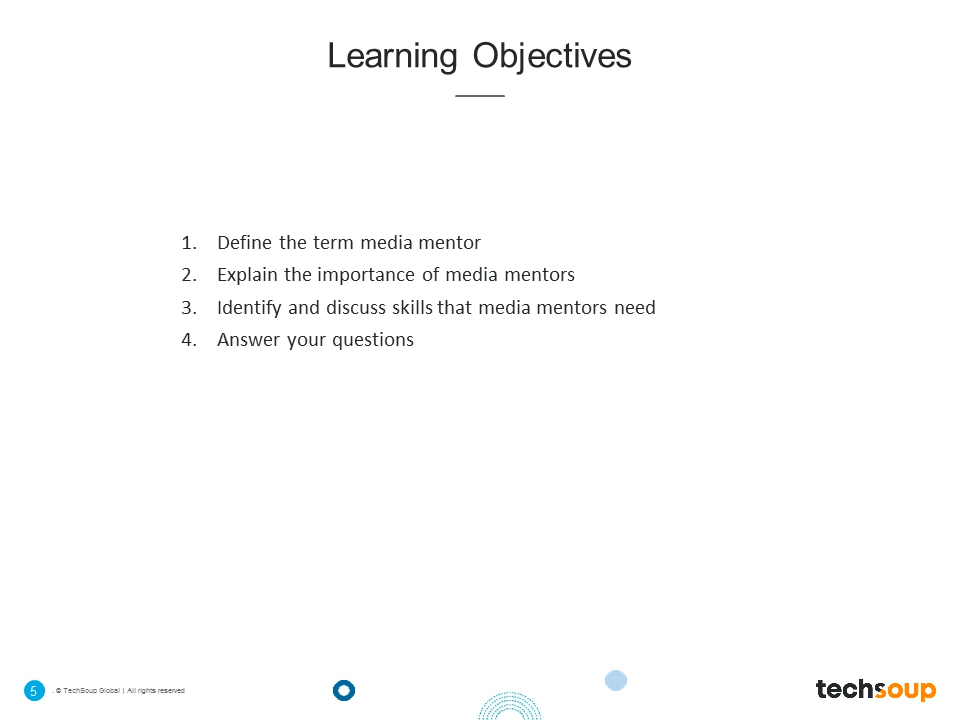 Learning Objectives
1. Define the term media mentor
2. Explain the importance of media mentors
3. Identify and discuss skills that media mentors need
4. Answer your questions
5 . © TechSoup Global | All rights reserved
techsoup